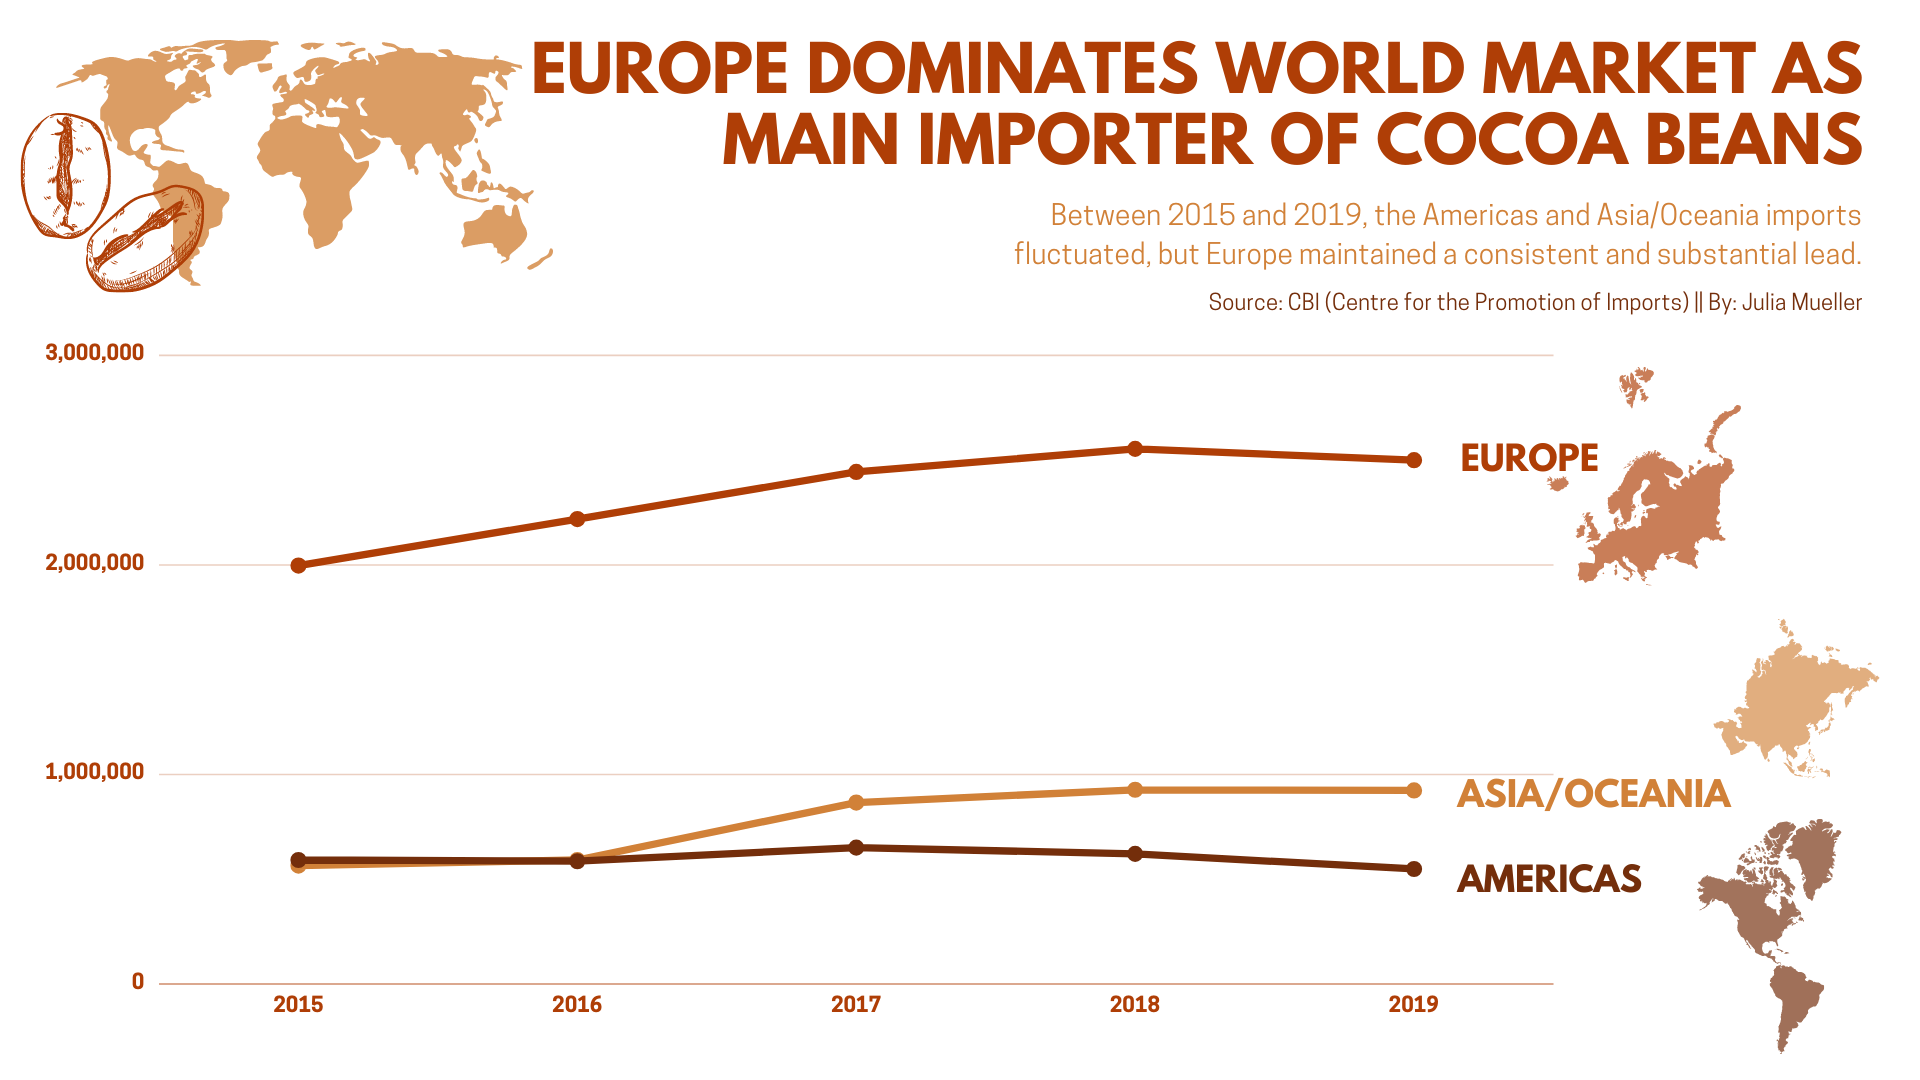 EUROPE DOMINATES WORLD MARKET AS
MAIN IMPORTER OF COCOA BEANS
Between 2015 and 2019, the Americas and Asia/Oceania imports
fluctuated, but Europe maintained a consistent and substantial lead.
Source: CBI (Centre for the Promotion of Imports) || By: Julia Mueller
3,000,000
EUROPE
2,000,000
1,000,000
ASIA/OCEANIA
AMERICAS
0
2015 2016 2017 2018 2019